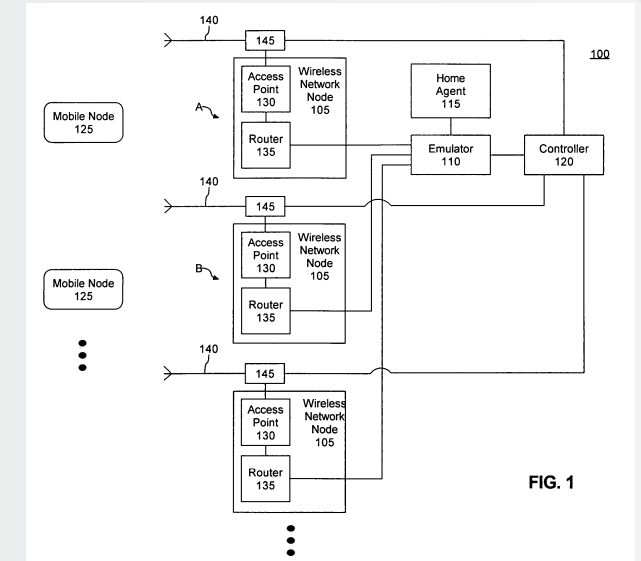 140
145
100
Access
Point
130
Wireless
Network
Node
105
Home
Agent
115
Mobile Node
125
A
Router
135
Emulator
110
Controller
120
140
145
Access
Point
130
Wireless
Network
Node
105
B
Mobile Node
125
Router
135
140
145
Access
Point
130
Wireless
Network
Node
105
Router
135
FIG. 1